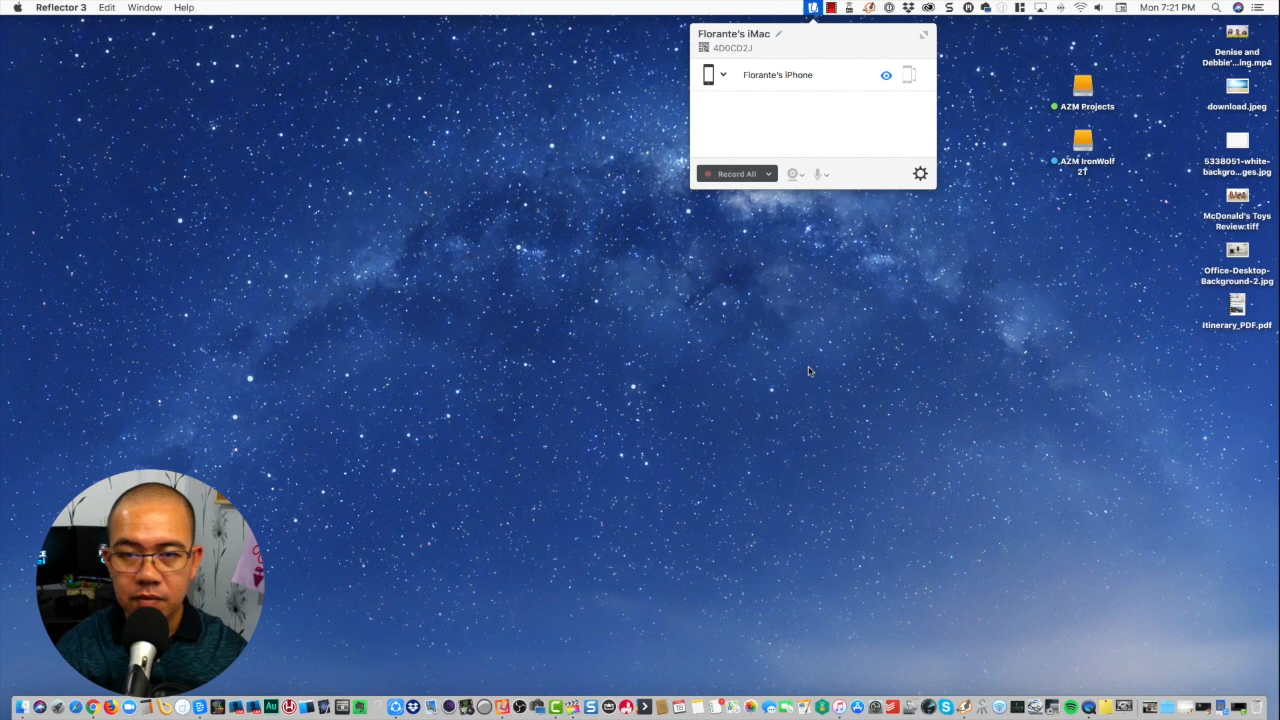 Reflector 3 Edit Window Help
Mon 7:21 PM
Florante's iMac
4D0CD2J
Florante's iPhone
Record All
AZM Projects
AZM IronWolf
2T
Denise and
Debbie'...ing.mp4
download.jpeg
5338051-white-
backgro...ges.jpg
McDonald's Toys
Review.tiff
Office-Desktop-
Background-2.jpg
Itinerary_PDF.pdf
Au